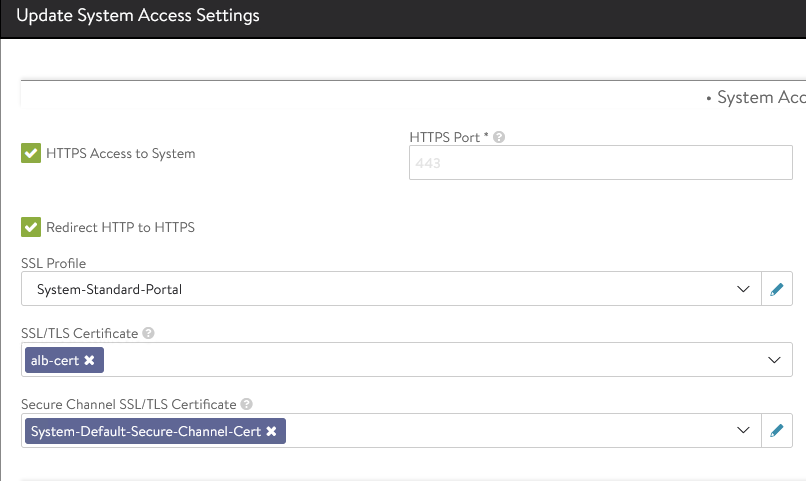 Update System Access Settings
• System Acc
HTTPS Access to System
HTTPS Port *
443
Redirect HTTP to HTTPS
SSL Profile
System-Standard-Portal
SSL/TLS Certificate
alb-cert
Secure Channel SSL/TLS Certificate
System-Default-Secure-Channel-Cert